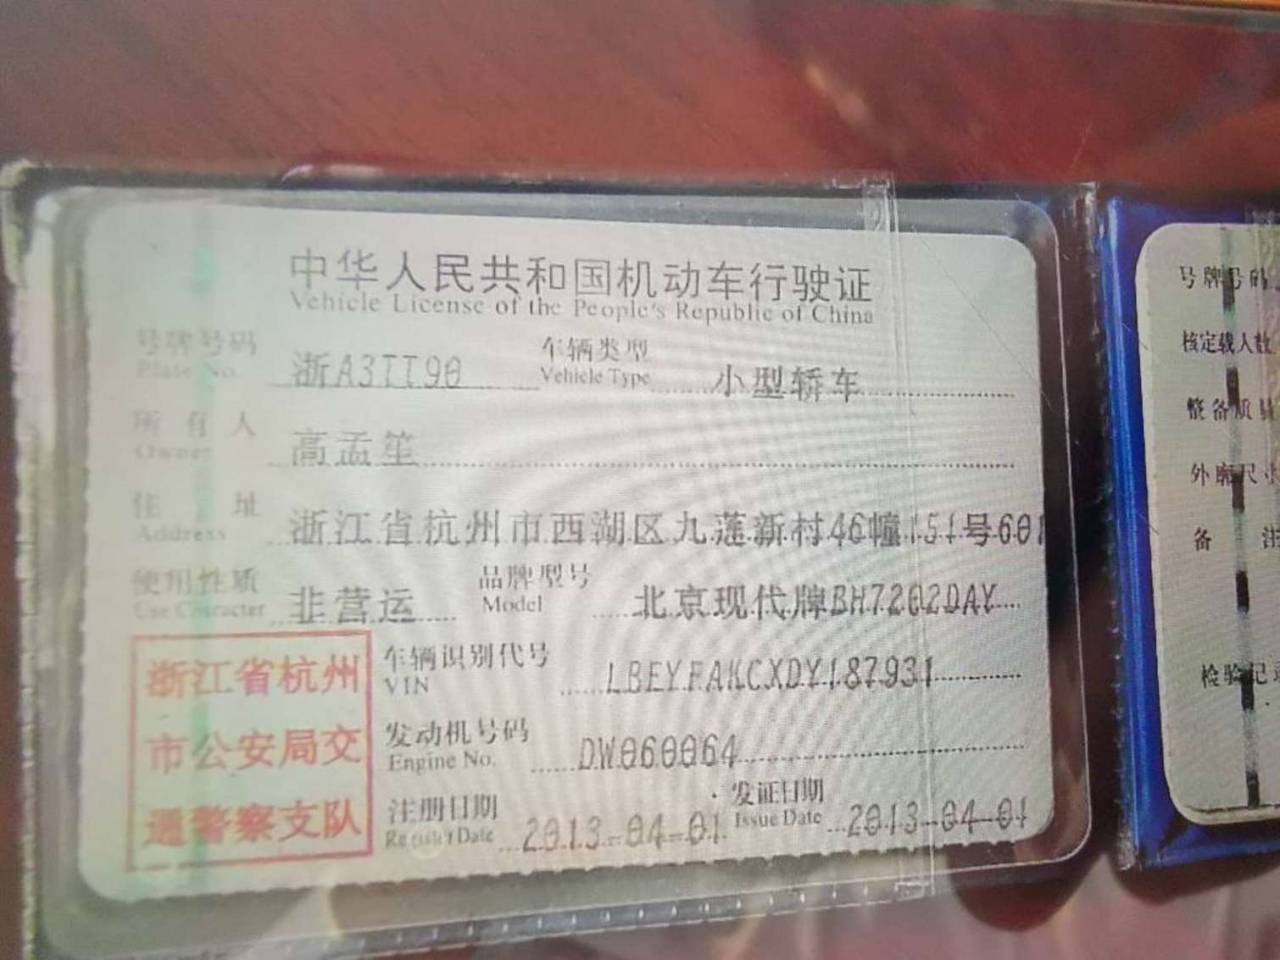 中华人民共和国机动车行驶证
Vehicle License of the People's Republic of China
号牌号码 浙A3TT90 车辆类型 小型轿车
Plate No. Vehicle Type
所有人 高孟笙
Owner
住址 浙江省杭州市西湖区九莲新村46幢151号601
Address
使用性质 非营运 品牌型号 北京现代牌BH7202DAY
Use Character Model
车辆识别代号 LBEYFAKCXDY187931
VIN
发动机号码 DW060064
Engine No.
注册日期 2013-04-01 发证日期 2013-04-01
Register Date Issue Date
浙江省杭州
市公安局交
通警察支队
号牌号码
核定载人数
整备质量
外廓尺寸
备注
检验记录